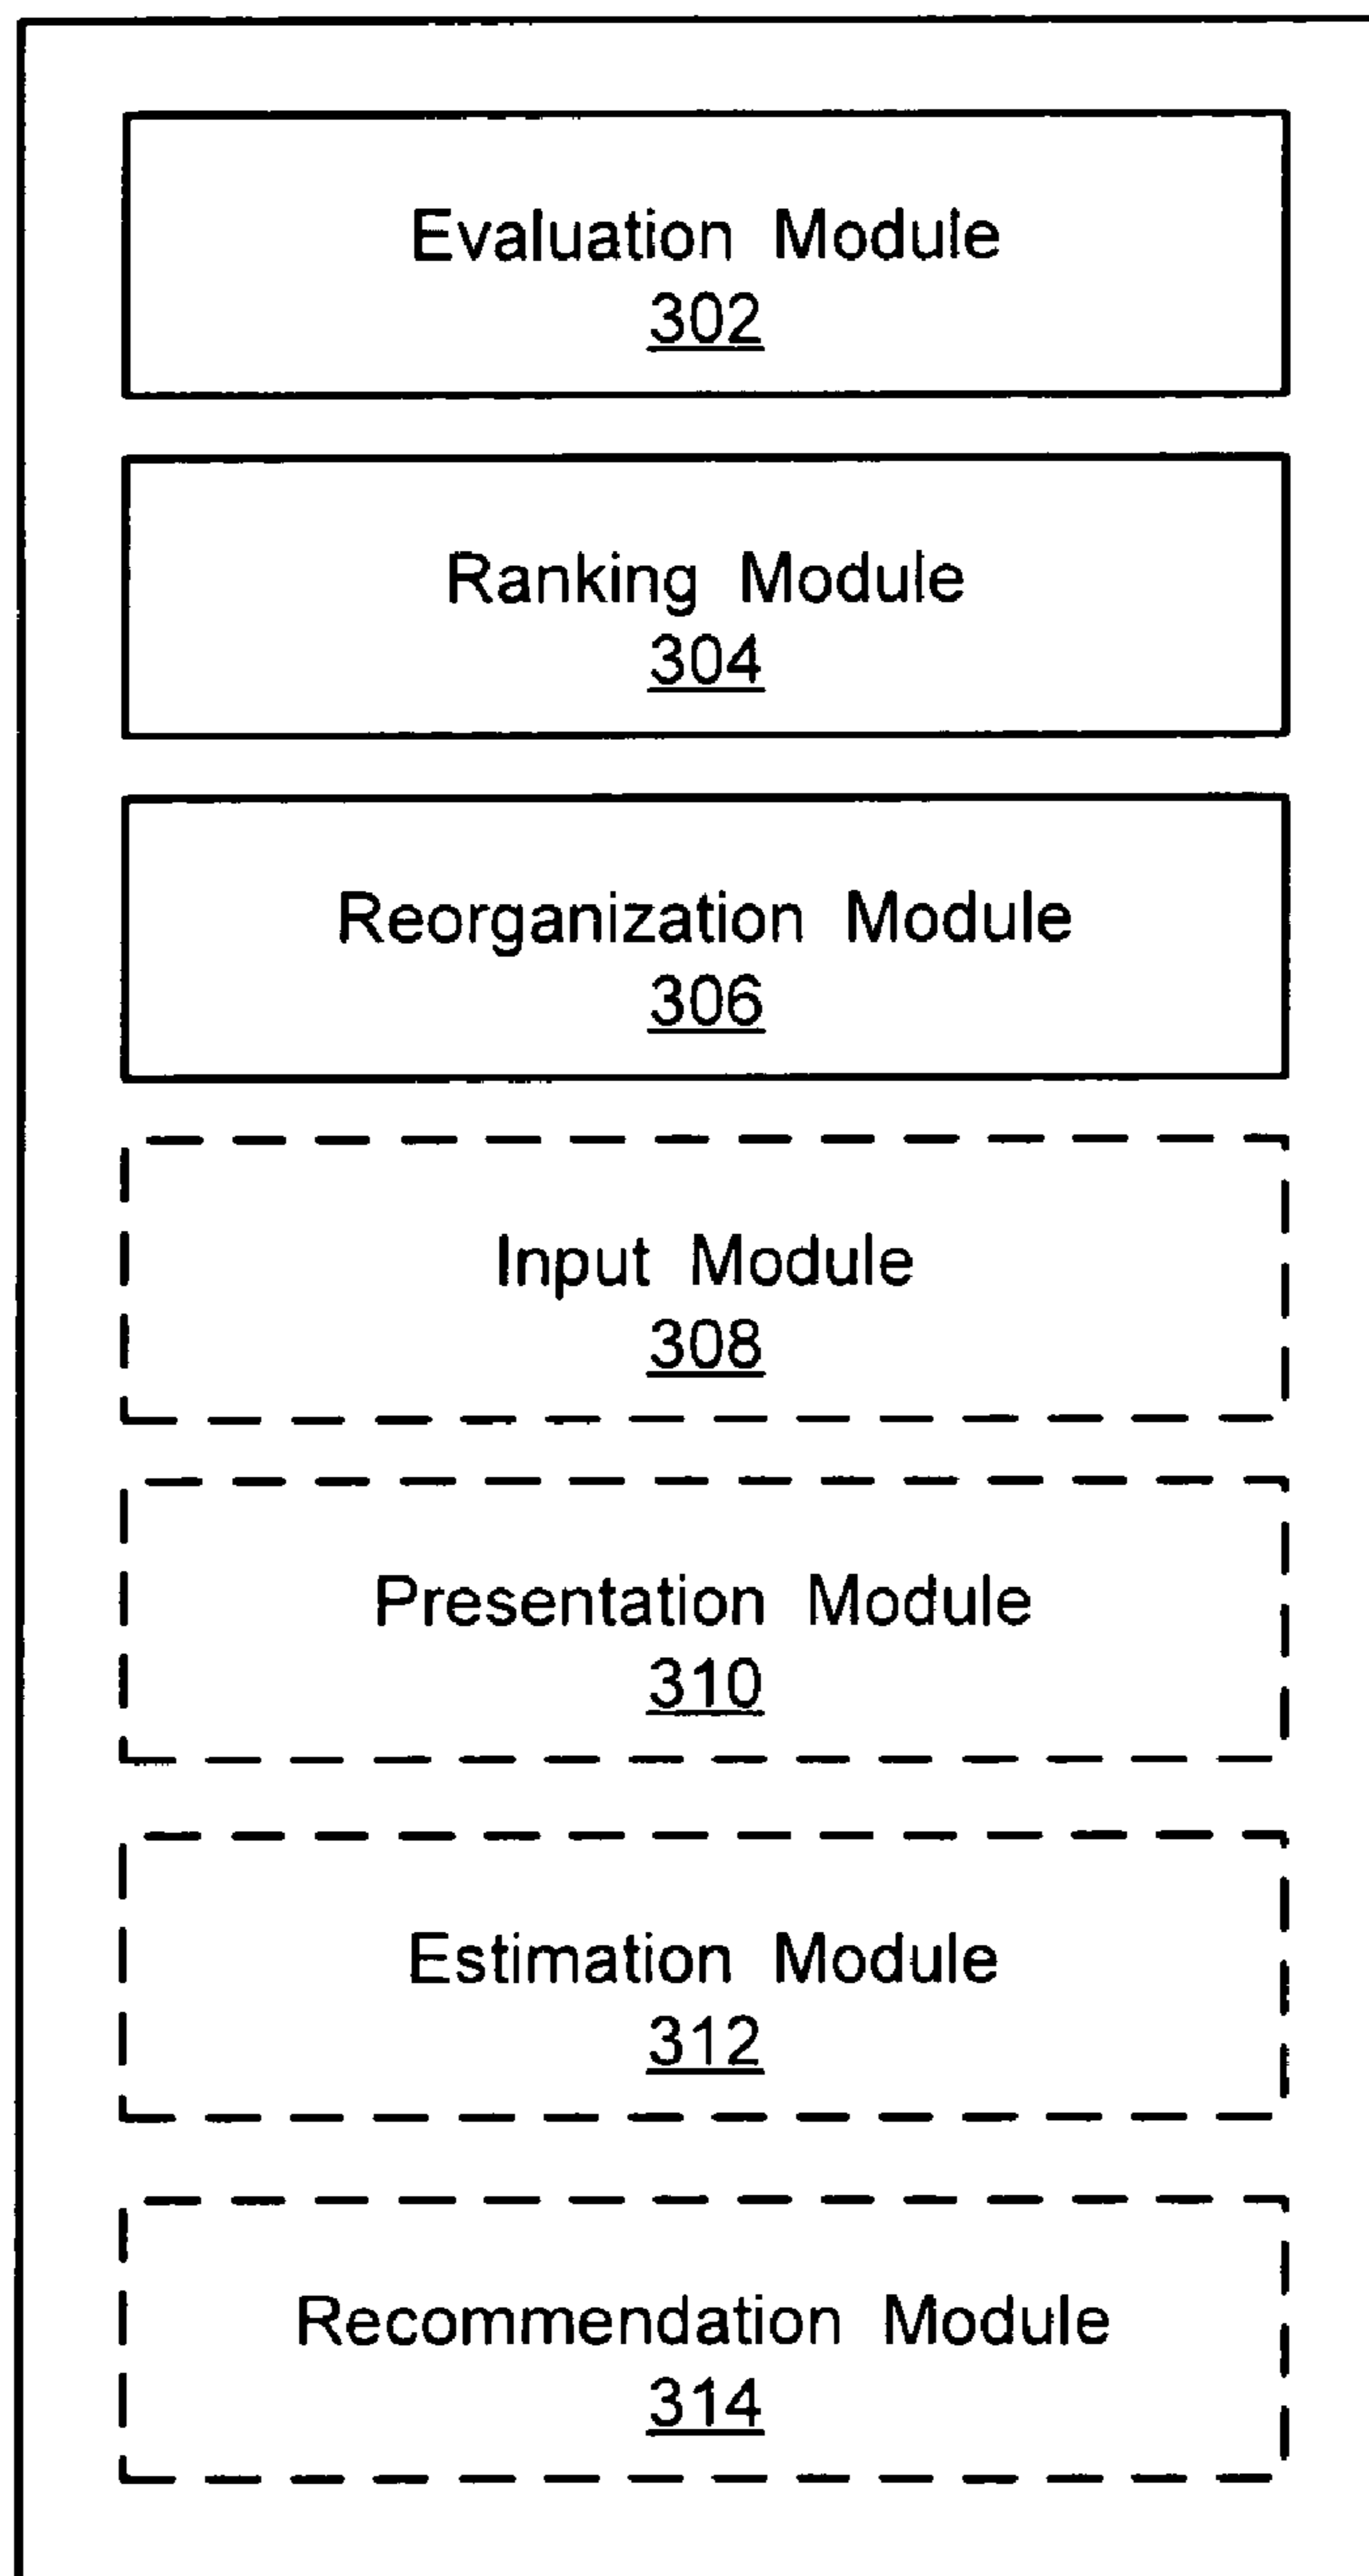 Evaluation Module
302
Ranking Module
304
Reorganization Module
306
Input Module
308
Presentation Module
310
Estimation Module
312
Recommendation Module
314